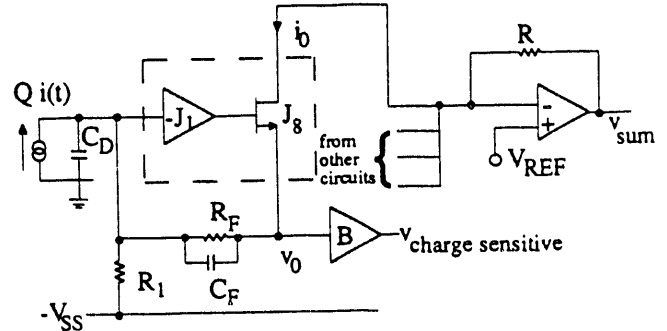 i0
R
Q i(t)
-J1
J8
CD
from
other
circuits
-
+
vsum
VREF
RF
B
vcharge sensitive
v0
R1
CF
-VSS